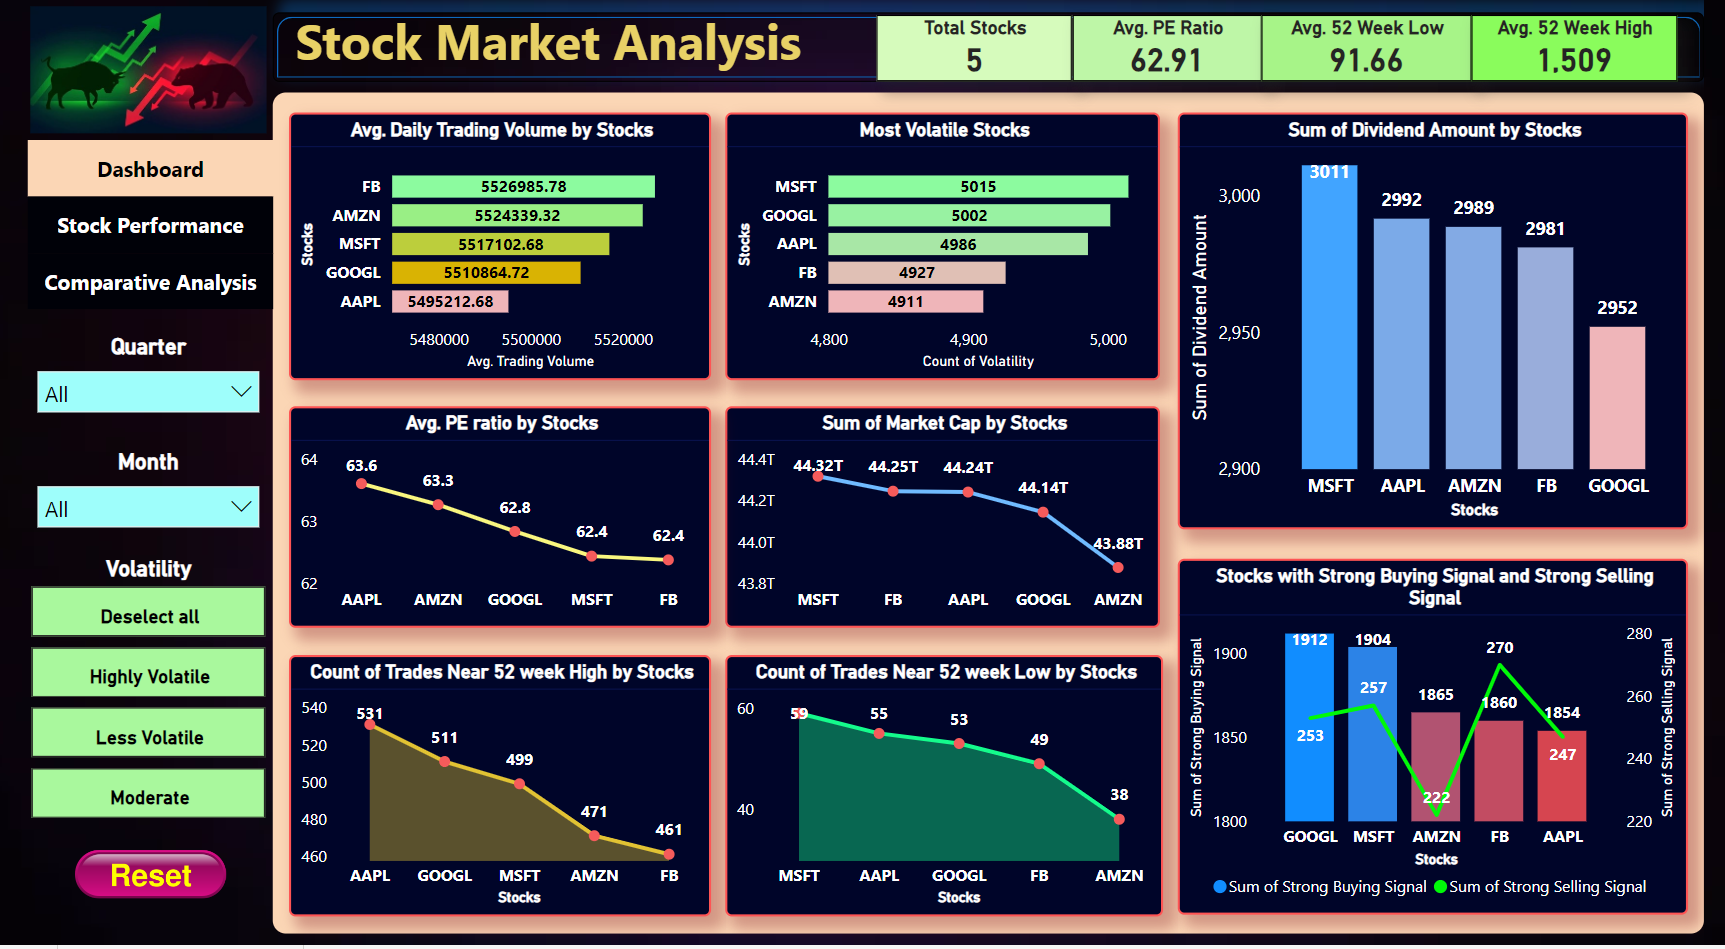 Stock Market Analysis
Total Stocks
5
Avg. PE Ratio
62.91
Avg. 52 Week Low
91.66
Avg. 52 Week High
1,509
Dashboard
Stock Performance
Comparative Analysis
Quarter
All
Month
All
Volatility
Deselect all
Highly Volatile
Less Volatile
Moderate
Reset
Avg. Daily Trading Volume by Stocks
Stocks
FB 5526985.78
AMZN 5524339.32
MSFT 5517102.68
GOOGL 5510864.72
AAPL 5495212.68
5480000 5500000 5520000
Avg. Trading Volume
Most Volatile Stocks
Stocks
MSFT 5015
GOOGL 5002
AAPL 4986
FB 4927
AMZN 4911
4,800 4,900 5,000
Count of Volatility
Sum of Dividend Amount by Stocks
Sum of Dividend Amount
3,000
2,950
2,900
3011
2992
2989
2981
2952
MSFT AAPL AMZN FB GOOGL
Stocks
Avg. PE ratio by Stocks
64
63
62
63.6
63.3
62.8
62.4
62.4
AAPL AMZN GOOGL MSFT FB
Sum of Market Cap by Stocks
44.4T
44.2T
44.0T
43.8T
44.32T
44.25T
44.24T
44.14T
43.88T
MSFT FB AAPL GOOGL AMZN
Count of Trades Near 52 week High by Stocks
540
520
500
480
460
531
511
499
471
461
AAPL GOOGL MSFT AMZN FB
Stocks
Count of Trades Near 52 week Low by Stocks
60
40
59
55
53
49
38
MSFT AAPL GOOGL FB AMZN
Stocks
Stocks with Strong Buying Signal and Strong Selling
Signal
Sum of Strong Buying Signal
1900
1850
1800
1912
1904
1865
1860
1854
253
257
222
270
247
280
260
240
220
Sum of Strong Selling Signal
GOOGL MSFT AMZN FB AAPL
Stocks
Sum of Strong Buying Signal Sum of Strong Selling Signal